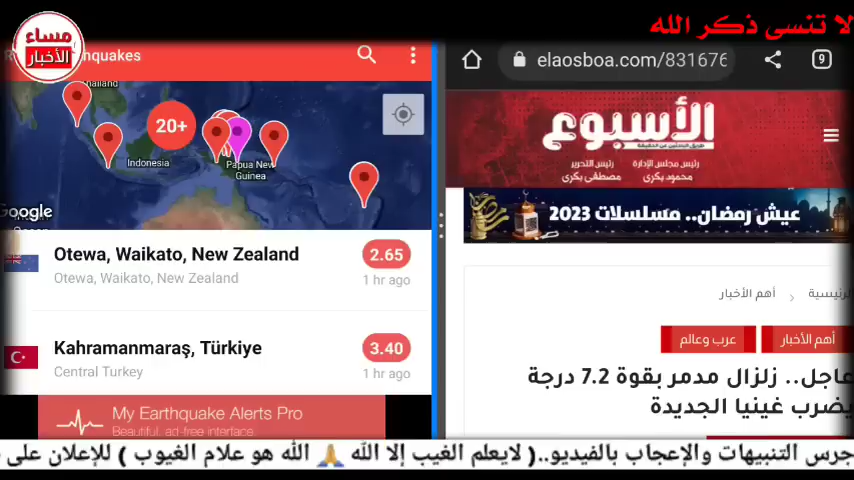 لا تنسى ذكر الله
مساء
الأخبار
hquakes
elaosboa.com/831676
9
Thailand
20+
Indonesia
Papua New
Guinea
Google
Otewa, Waikato, New Zealand
2.65
Otewa, Waikato, New Zealand
1 hr ago
Kahramanmaraş, Türkiye
3.40
Central Turkey
1 hr ago
My Earthquake Alerts Pro
Beautiful, ad-free interface.
الأسبوع
رئيس مجلس الإدارة
محمود بكري
رئيس التحرير
مصطفى بكري
عيش رمضان.. مسلسلات 2023
الرئيسية
أهم الأخبار
أهم الأخبار
عرب وعالم
عاجل.. زلزال مدمر بقوة 7.2 درجة
يضرب غينيا الجديدة
جرس التنبيهات والإعجاب بالفيديو..( لايعلم الغيب إلا الله 🙏 الله هو علام الغيوب ) للإعلان على